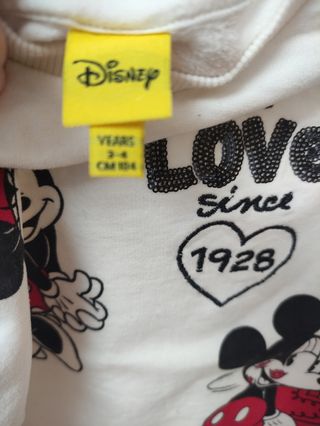 Disney
YEARS
3-4
CM 104
LOVE
since
1928